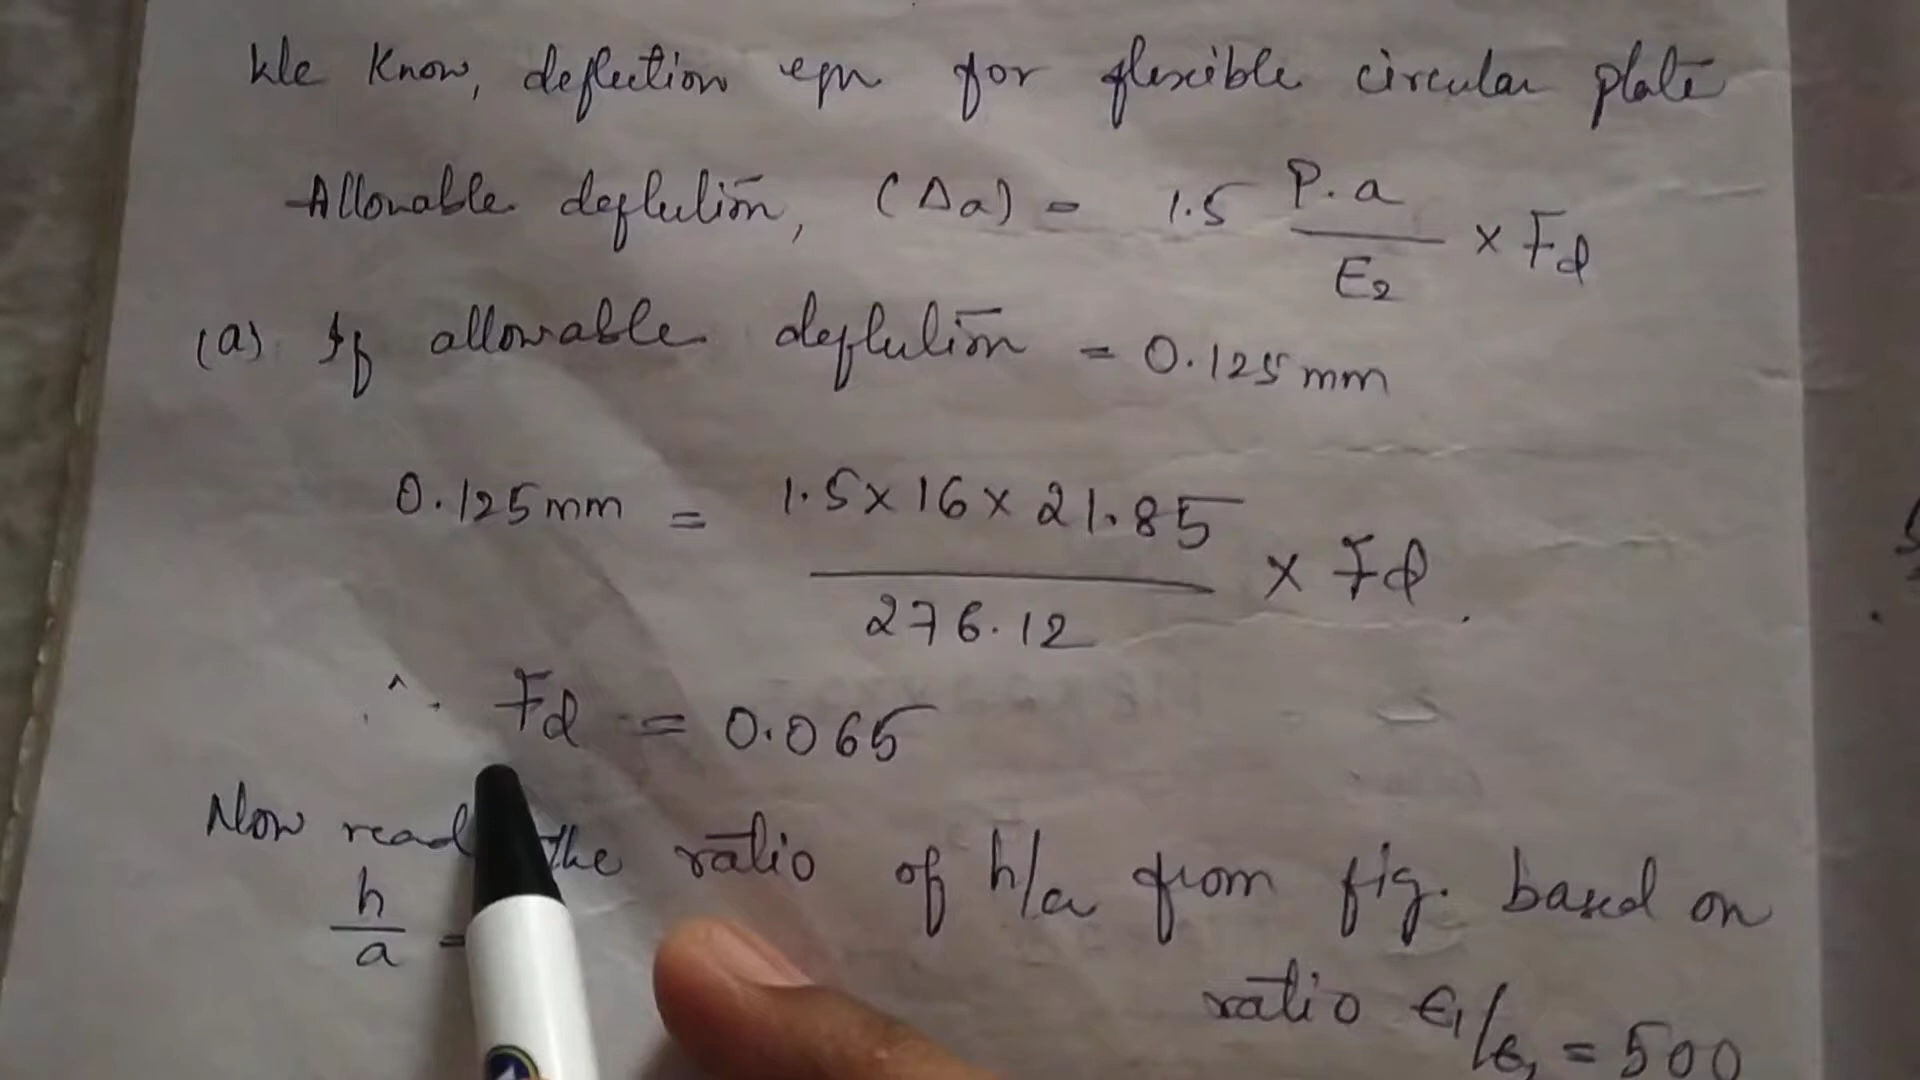 We know, deflection eqn for flexible circular plate
Allowable deflection, (Δa) = 1.5 P.a / E2 × Fd
(a) If allowable deflection = 0.125 mm
0.125 mm = 1.5 × 16 × 21.85 / 276.12 × Fd
∴ Fd = 0.065
Now read the ratio of h/a from fig. based on
h/a =
ratio E1/E2 = 500